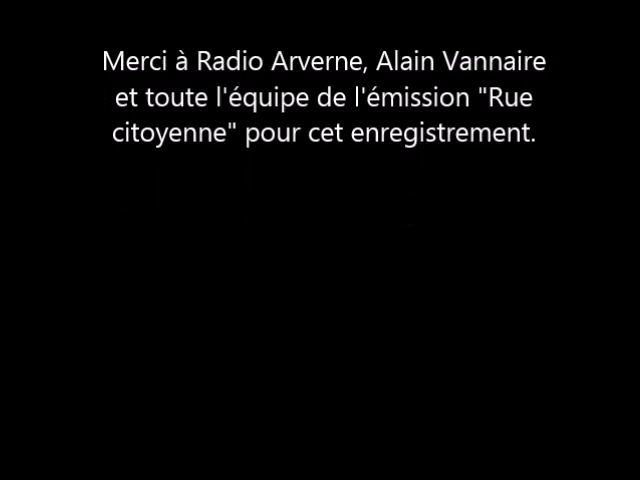 Merci à Radio Arverne, Alain Vannaire
et toute l'équipe de l'émission "Rue
citoyenne" pour cet enregistrement.